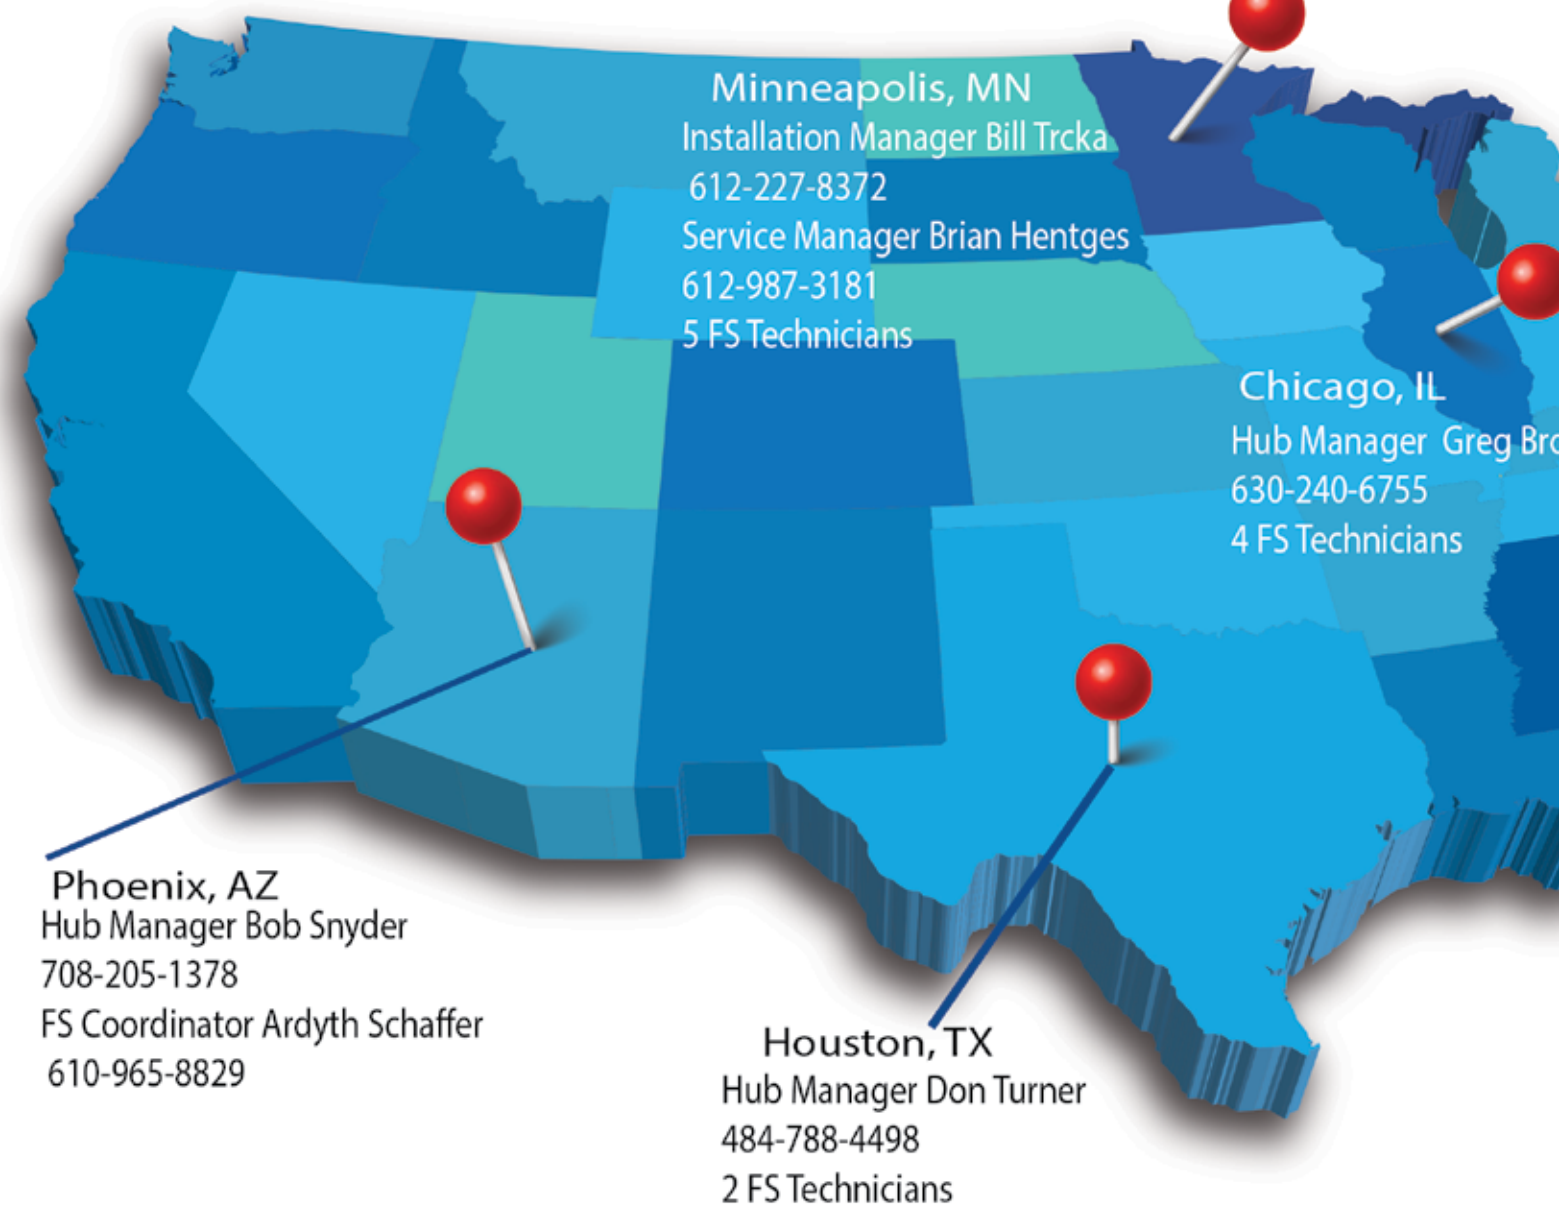 Minneapolis, MN
Installation Manager Bill Trcka
612-227-8372
Service Manager Brian Hentges
612-987-3181
5 FS Technicians
Chicago, IL
Hub Manager Greg
630-240-6755
4 FS Technicians
Phoenix, AZ
Hub Manager Bob Snyder
708-205-1378
FS Coordinator Ardyth Schaffer
610-965-8829
Houston, TX
Hub Manager Don Turner
484-788-4498
2 FS Technicians